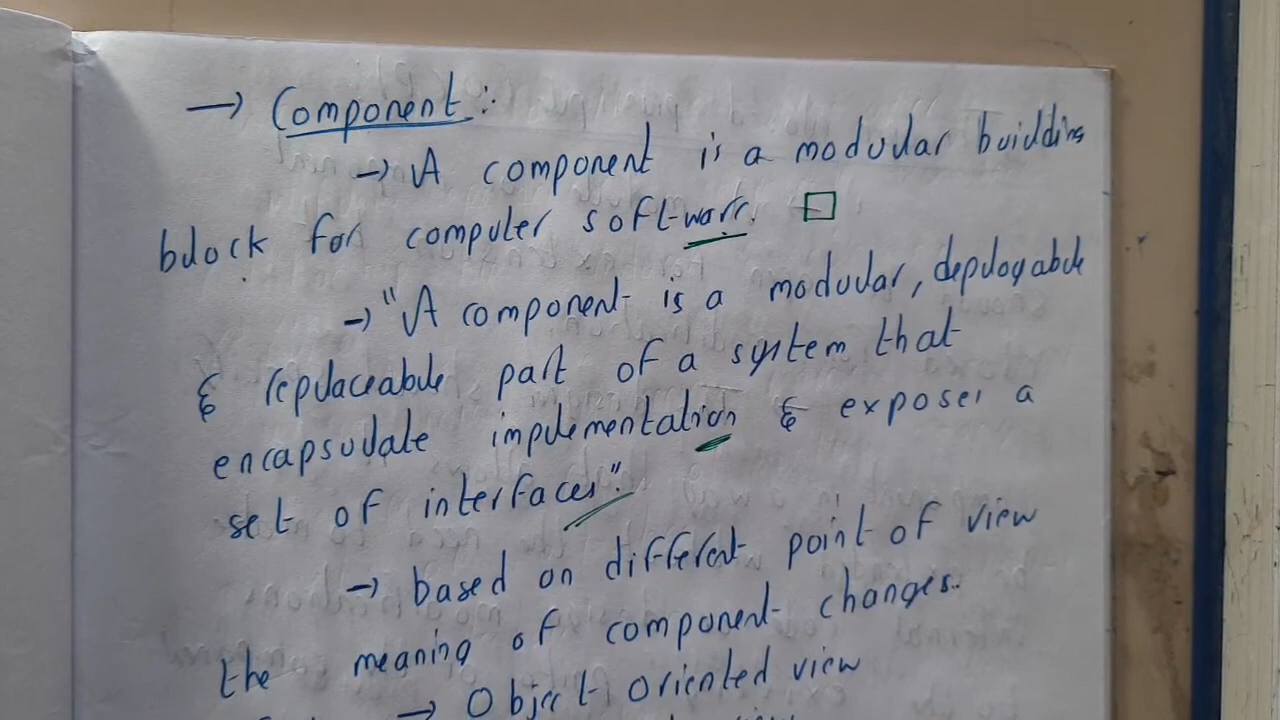 → Component :
→ A component is a modular building
block for computer software.
→ "A component is a modular, deployable
& replaceable part of a system that
encapsulate implementation & exposes a
set of interfaces".
→ based on different point of view
the meaning of component changes.
→ Object oriented view